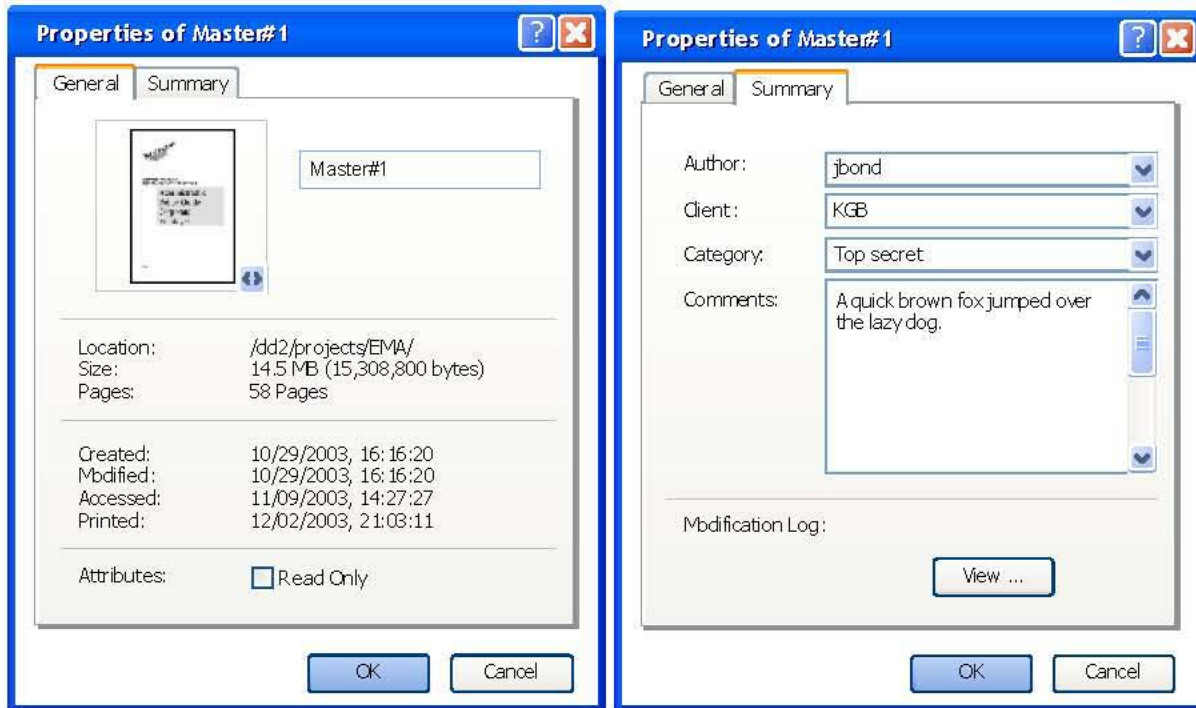 Properties of Master#1
?
General
Summary
Master#1
Location: /dd2/projects/EMA/
Size: 14.5 MB (15,308,800 bytes)
Pages: 58 Pages
Created: 10/29/2003, 16:16:20
Modified: 10/29/2003, 16:16:20
Accessed: 11/09/2003, 14:27:27
Printed: 12/02/2003, 21:03:11
Attributes: Read Only
OK
Cancel
Properties of Master#1
?
General
Summary
Author: jbond
Client: KGB
Category: Top secret
Comments: A quick brown fox jumped over
the lazy dog.
Modification Log:
View ...
OK
Cancel